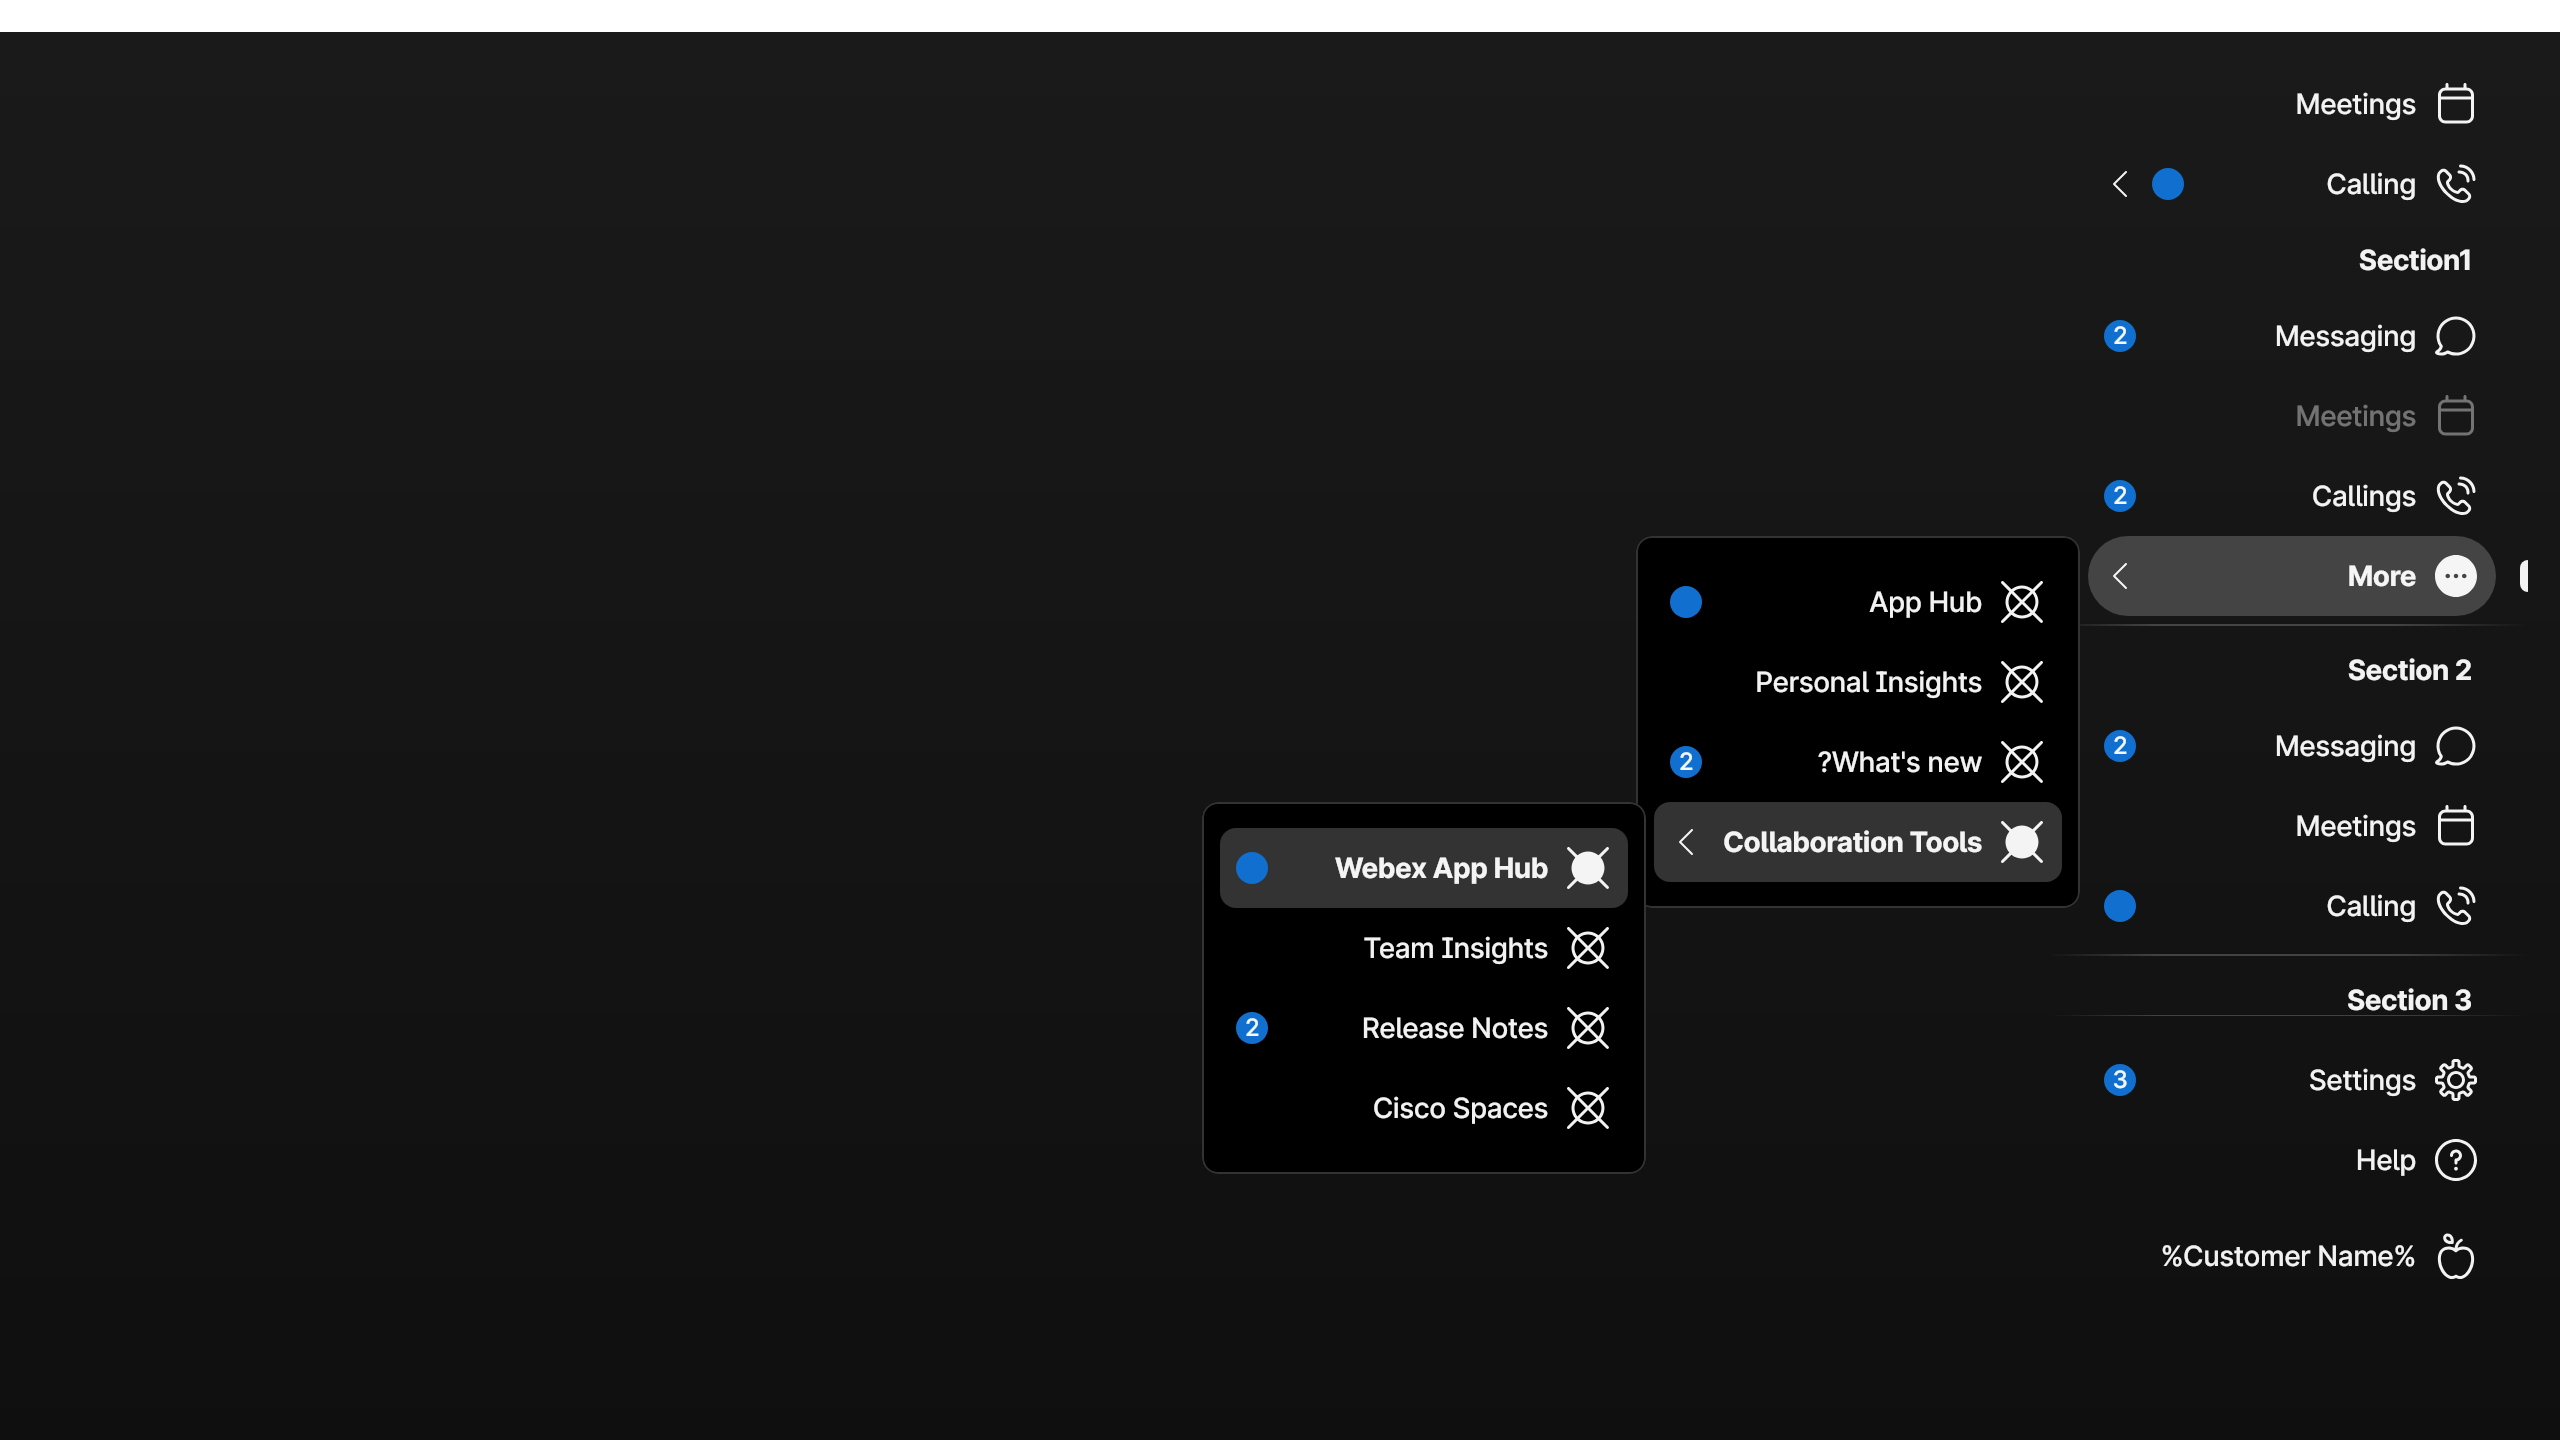 Meetings
Calling
Section1
2 Messaging
Meetings
2 Callings
More
Section 2
2 Messaging
Meetings
Calling
Section 3
3 Settings
Help
%Customer Name%
App Hub
Personal Insights
2 ?What's new
Collaboration Tools
Webex App Hub
Team Insights
2 Release Notes
Cisco Spaces